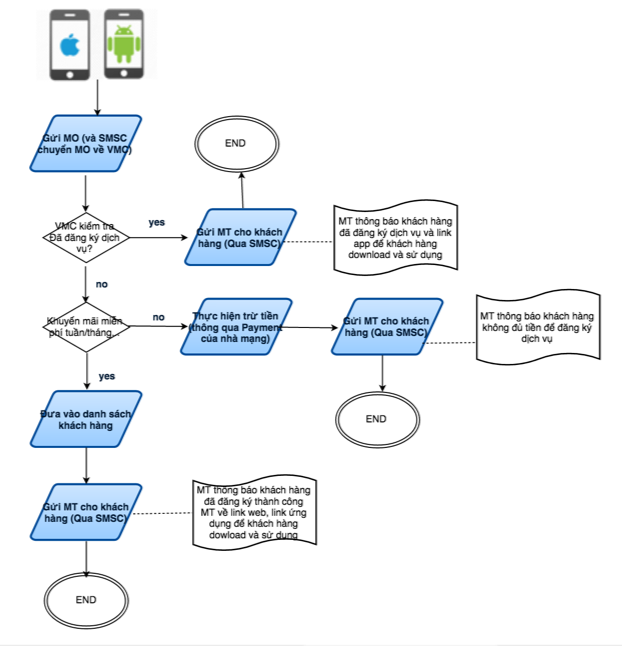 Gửi MO (và SMSC
chuyển MO về VMC)
END
VMC kiểm tra
Đã đăng ký dịch
vụ?
yes
Gửi MT cho khách
hàng (Qua SMSC)
MT thông báo khách hàng
đã đăng ký dịch vụ và link
app để khách hàng
download và sử dụng
no
Khuyến mãi miễn
phí tuần/tháng...
no
Thực hiện trừ tiền
(thông qua Payment
của nhà mạng)
Gửi MT cho khách
hàng (Qua SMSC)
MT thông báo khách hàng
không đủ tiền để đăng ký
dịch vụ
yes
END
Đưa vào danh sách
khách hàng
Gửi MT cho khách
hàng (Qua SMSC)
MT thông báo khách hàng
đã đăng ký thành công
MT về link web, link ứng
dụng để khách hàng
dowload và sử dụng
END